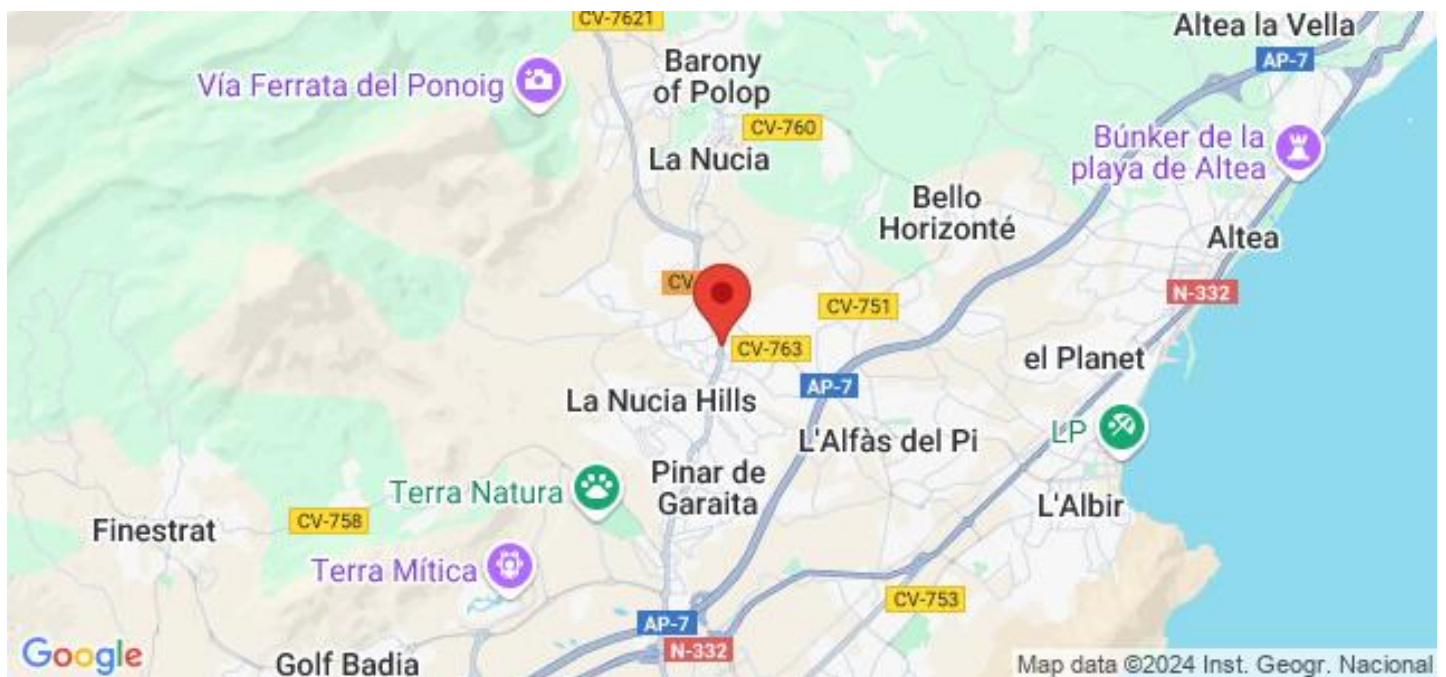 CV-7621
Altea la Vella
AP-7
Barony
of Polop
Vía Ferrata del Ponoig
CV-760
Búnker de la
playa de Altea
La Nucia
Bello
Horizonté
Altea
CV
N-332
CV-751
CV-763
el Planet
AP-7
La Nucia Hills
LP
L'Alfàs del Pi
Pinar de
Garaita
Terra Natura
L'Albir
CV-758
Finestrat
Terra Mítica
CV-753
AP-7
N-332
Google
Golf Badia
Map data ©2024 Inst. Geogr. Nacional